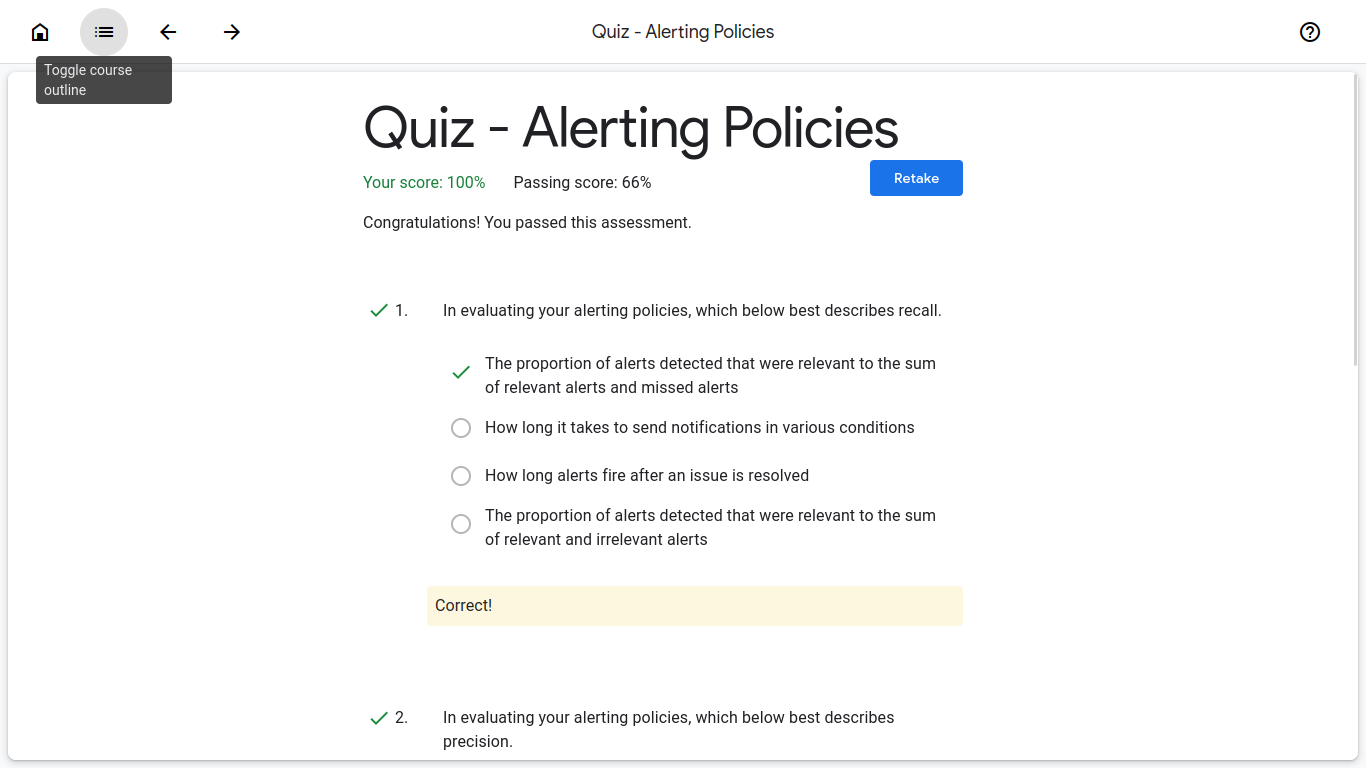 Quiz - Alerting Policies
Toggle course
outline
Quiz - Alerting Policies
Your score: 100% Passing score: 66%
Retake
Congratulations! You passed this assessment.
1. In evaluating your alerting policies, which below best describes recall.
The proportion of alerts detected that were relevant to the sum
of relevant alerts and missed alerts
How long it takes to send notifications in various conditions
How long alerts fire after an issue is resolved
The proportion of alerts detected that were relevant to the sum
of relevant and irrelevant alerts
Correct!
2. In evaluating your alerting policies, which below best describes
precision.